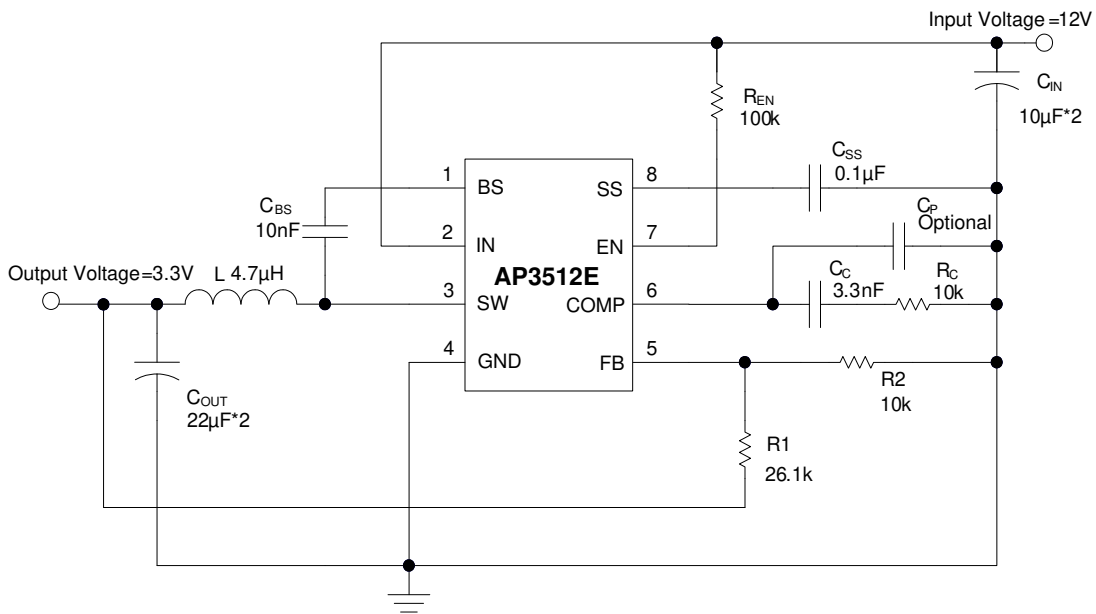 Input Voltage =12V
CIN
10µF*2
REN
100k
CSS
0.1µF
CP
Optional
CC
3.3nF
RC
10k
1
BS
SS
8
CBS
10nF
2
IN
EN
7
AP3512E
Output Voltage=3.3V
L 4.7µH
3
SW
COMP
6
4
GND
FB
5
COUT
22µF*2
R2
10k
R1
26.1k